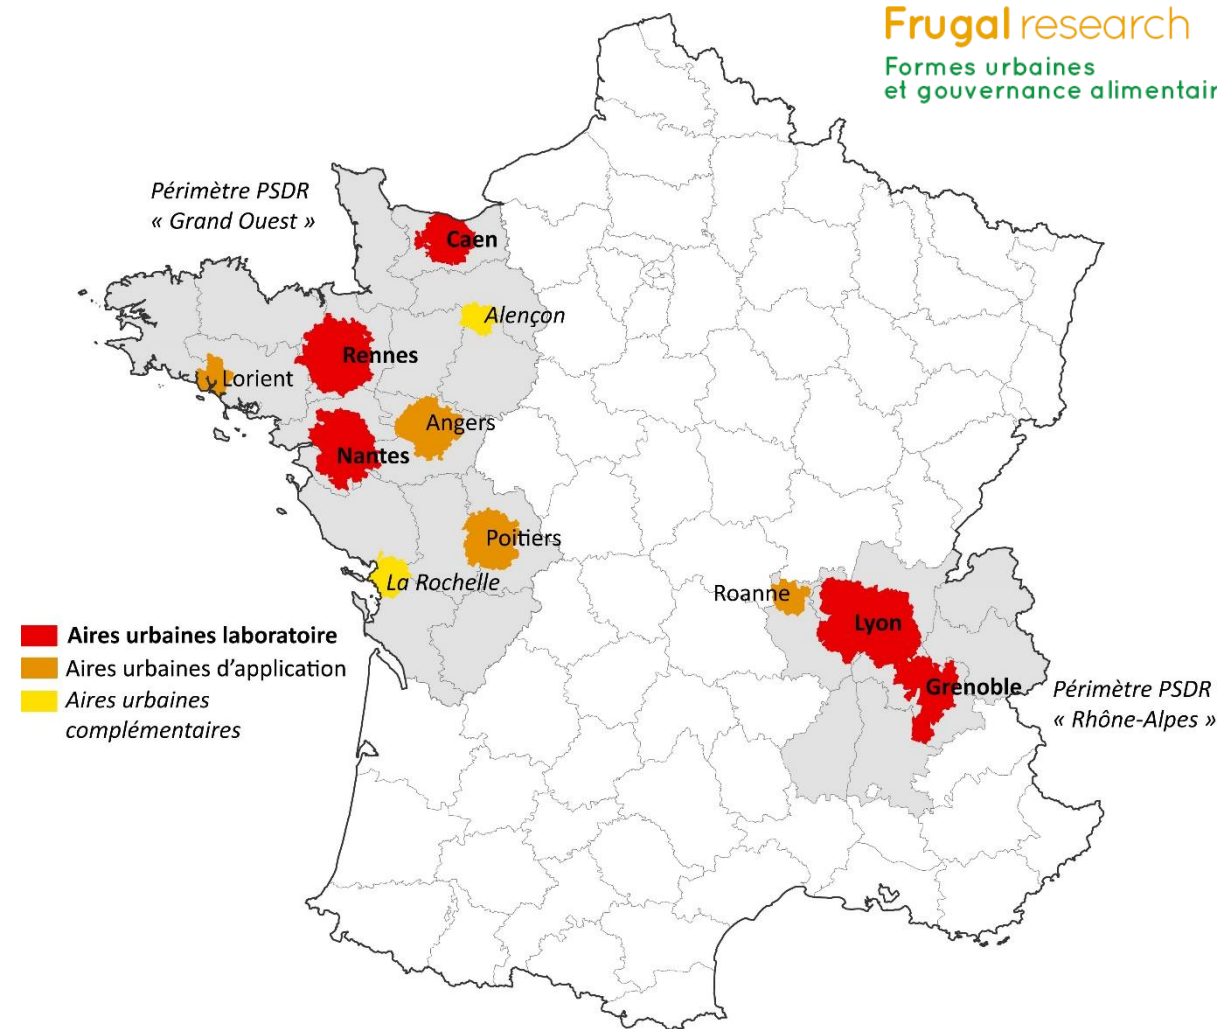 Frugal research
Formes urbaines
et gouvernance alimentair
Périmètre PSDR
« Grand Ouest »
Caen
Alençon
Rennes
Lorient
Angers
Nantes
Poitiers
La Rochelle
Roanne
Lyon
Grenoble
Périmètre PSDR
« Rhône-Alpes »
Aires urbaines laboratoire
Aires urbaines d'application
Aires urbaines
complémentaires